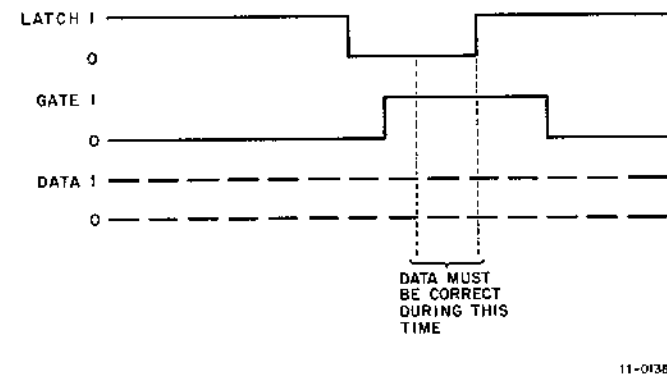 LATCH 1
0
GATE 1
0
DATA 1
0
DATA MUST
BE CORRECT
DURING THIS
TIME
11-0138